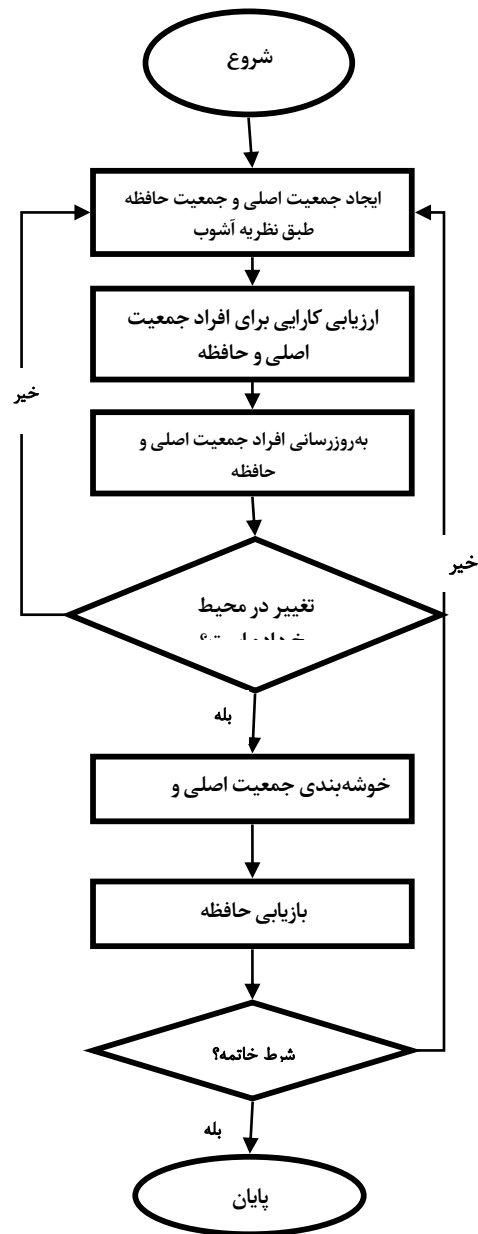 شروع
ایجاد جمعیت اصلی و جمعیت حافظه
طبق نظریه آشوب
ارزیابی کارایی برای افراد جمعیت
اصلی و حافظه
خیر
به‌روزرسانی افراد جمعیت اصلی و
حافظه
خیر
تغییر در محیط
بله
خوشه‌بندی جمعیت اصلی و
بازیابی حافظه
شرط خاتمه؟
بله
پایان